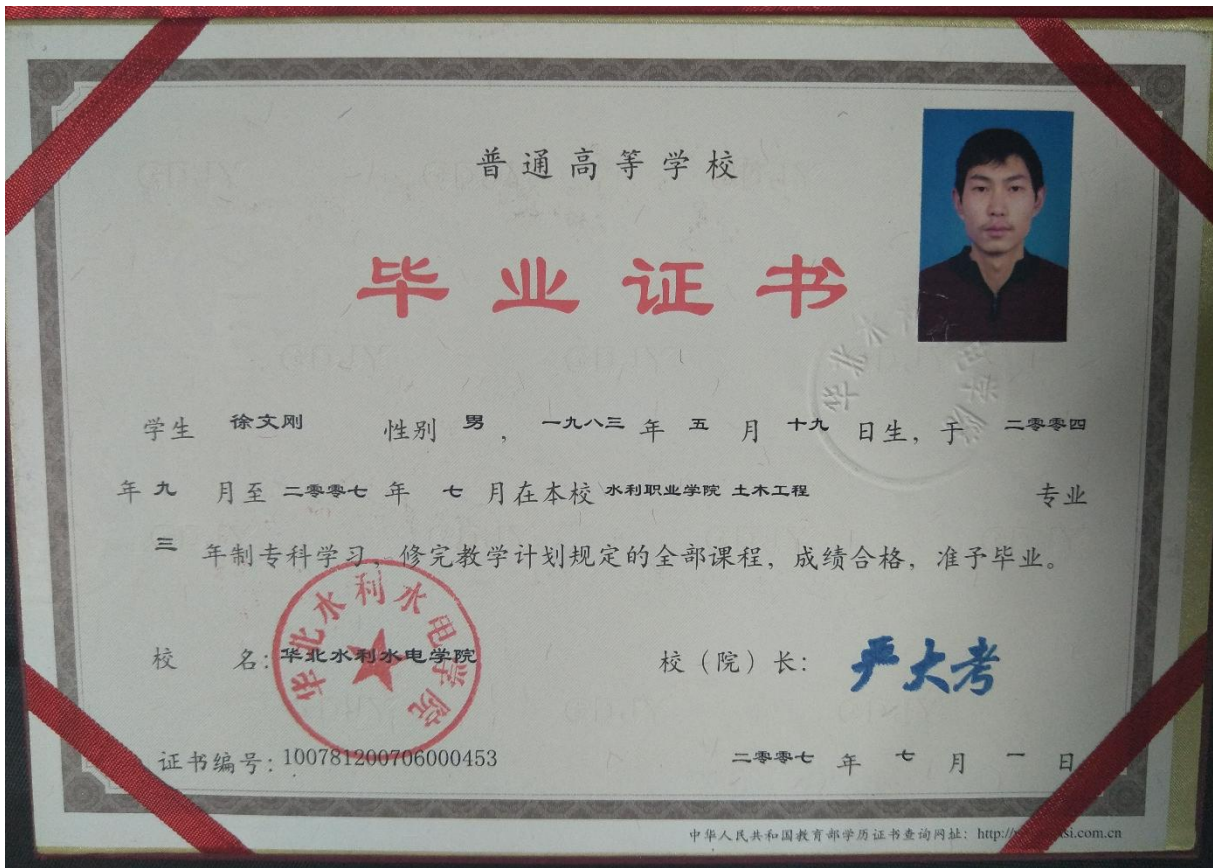 普通高等学校
毕业证书
学生 徐文刚 性别 男，一九八三 年 五 月 十九 日生，于 二零零四
年 九 月至 二零零七 年 七 月在本校 水利职业学院 土木工程 专业
三 年制专科学习，修完教学计划规定的全部课程，成绩合格，准予毕业。
校 名：华北水利水电学院 校（院）长：严大考
华北水利水电学院
证书编号：100781200706000453 二零零七 年 七 月 一 日
中华人民共和国教育部学历证书查询网址：http:// si.com.cn